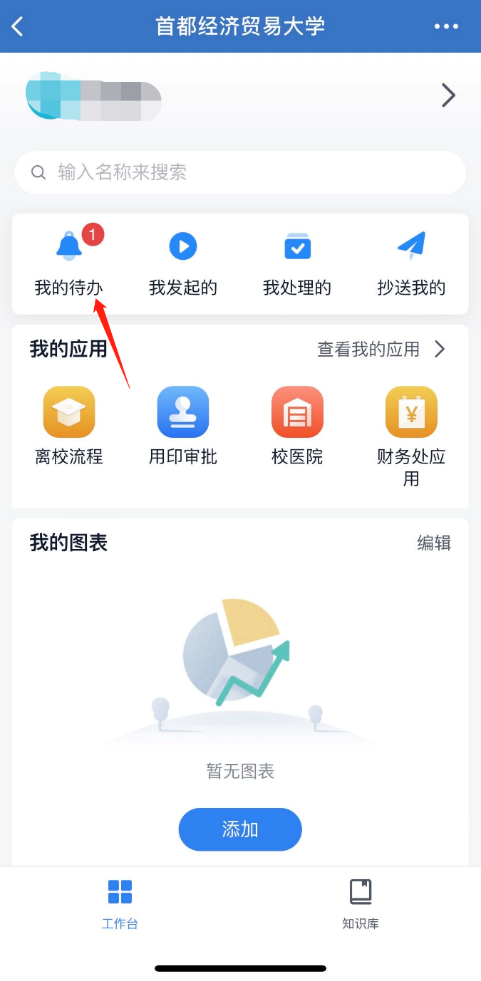 首都经济贸易大学
输入名称来搜索
1
我的待办 我发起的 我处理的 抄送我的
我的应用 查看我的应用
¥
离校流程 用印审批 校医院 财务处应用
我的图表 编辑
暂无图表
添加
工作台 知识库